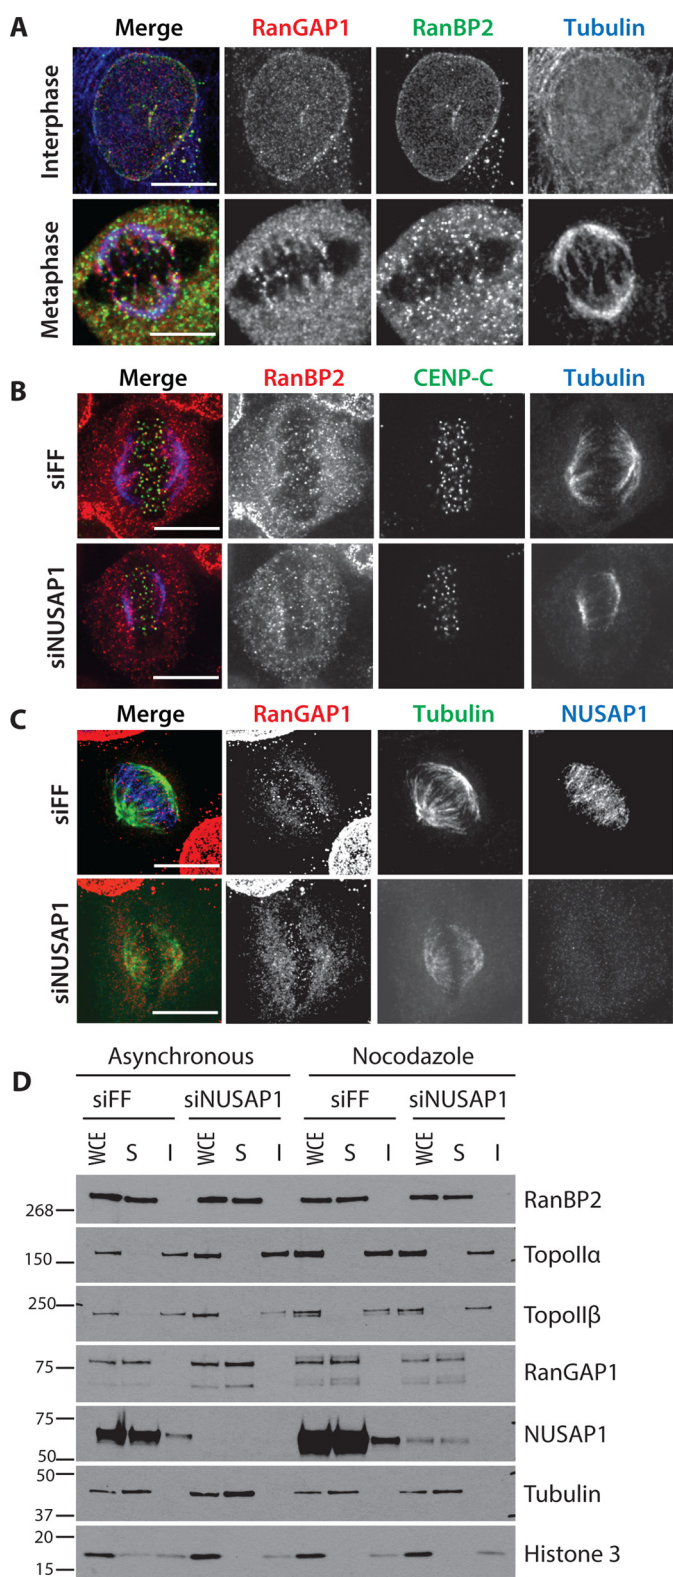 A
Merge RanGAP1 RanBP2 Tubulin
Interphase
Metaphase
B
Merge RanBP2 CENP-C Tubulin
siFF
siNUSAP1
C
Merge RanGAP1 Tubulin NUSAP1
siFF
siNUSAP1
D
Asynchronous Nocodazole
siFF siNUSAP1 siFF siNUSAP1
WCE S I WCE S I WCE S I WCE S I
268 RanBP2
150 TopoIIα
250 TopoIIβ
75 RanGAP1
75
50 NUSAP1
50
37 Tubulin
20
15 Histone 3